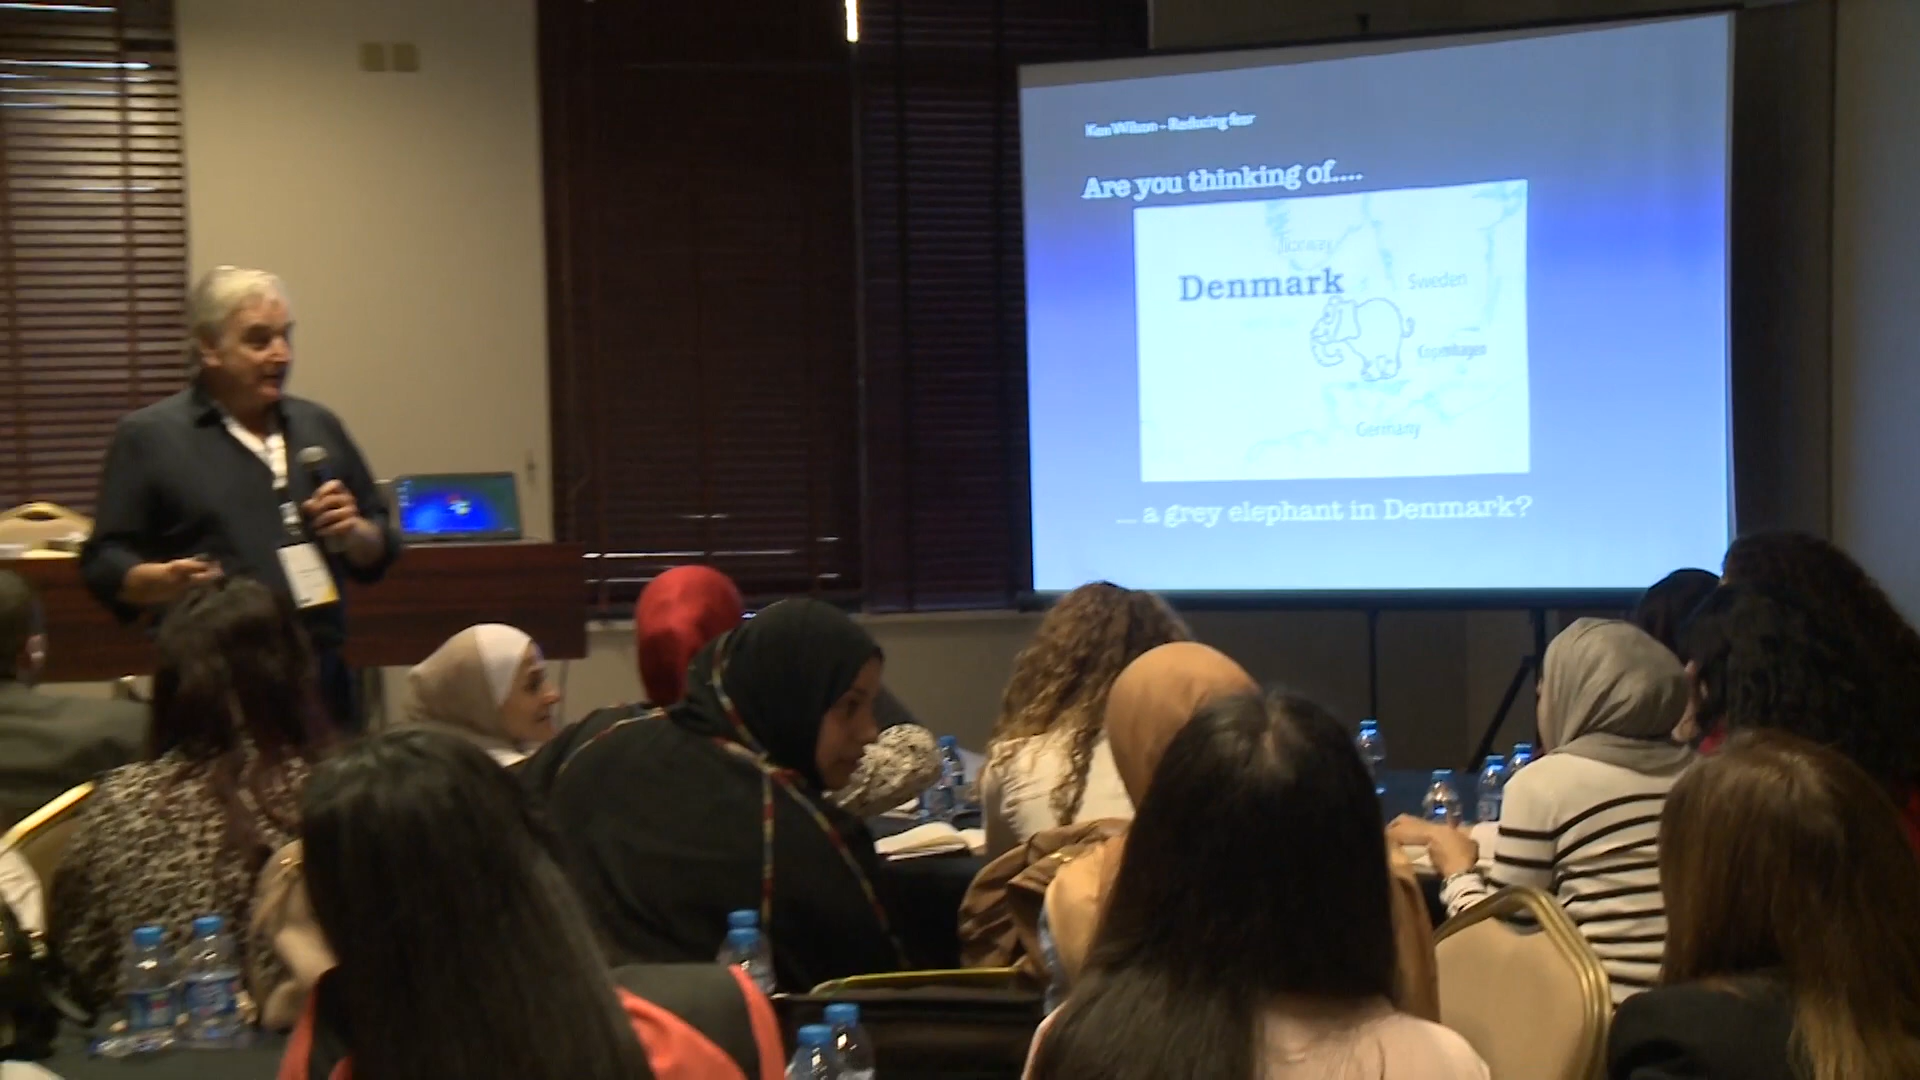 Ken Wilson - Reducing fear
Are you thinking of....
Norway
Denmark
Sweden
Copenhagen
Germany
... a grey elephant in Denmark?